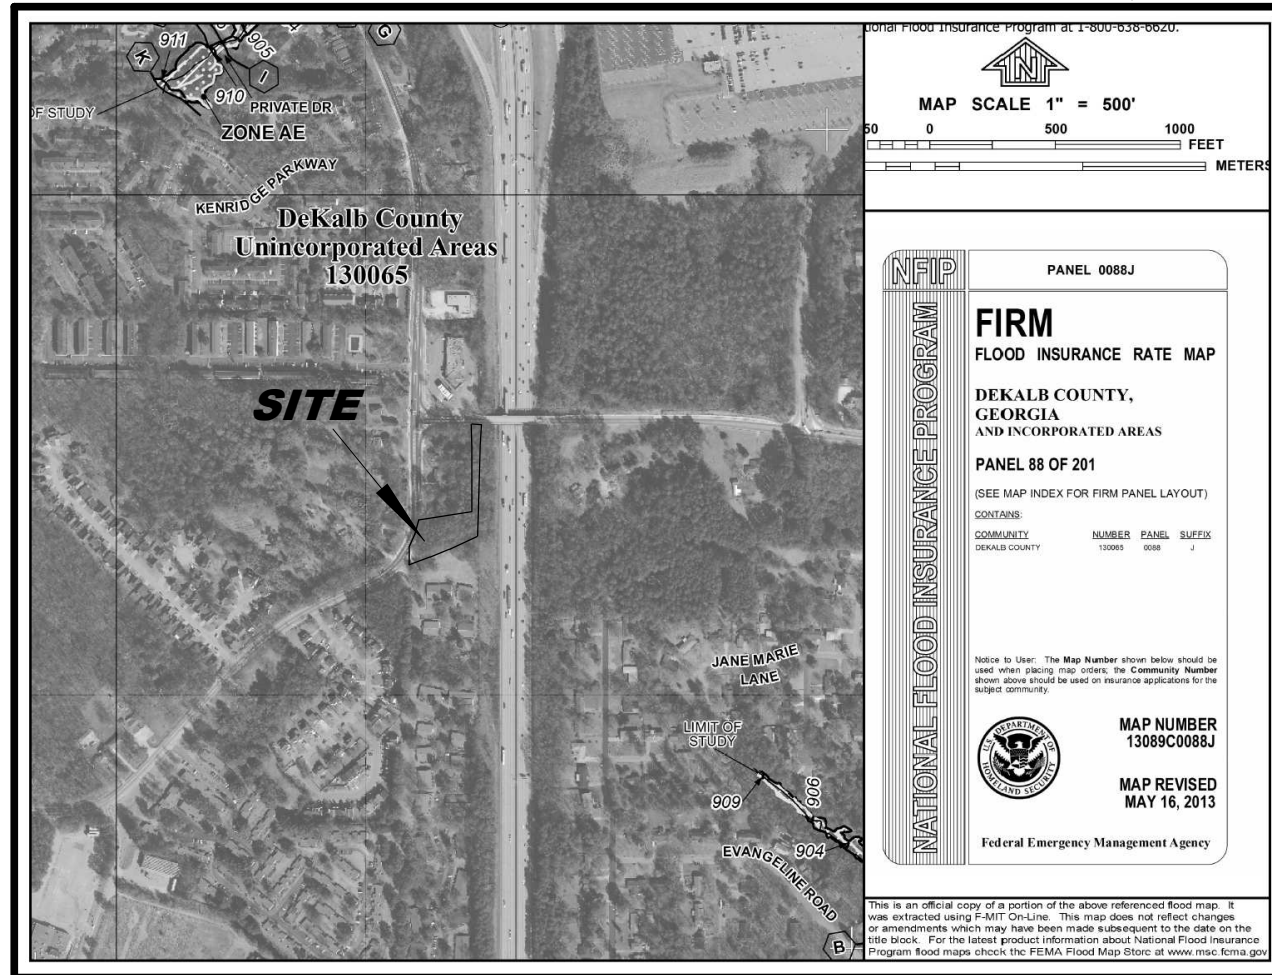 911
905
G
K
I
910
OF STUDY
PRIVATE DR
ZONE AE
KENRIDGE PARKWAY
DeKalb County
Unincorporated Areas
130065
SITE
JANE MARIE
LANE
LIMIT OF
STUDY
909
906
904
EVANGELINE ROAD
B
National Flood Insurance Program at 1-800-638-6620.
N
MAP SCALE 1" = 500'
50 0 500 1000
FEET
METERS
NFIP
NATIONAL FLOOD INSURANCE PROGRAM
PANEL 0088J
FIRM
FLOOD INSURANCE RATE MAP
DEKALB COUNTY,
GEORGIA
AND INCORPORATED AREAS
PANEL 88 OF 201
(SEE MAP INDEX FOR FIRM PANEL LAYOUT)
CONTAINS:
COMMUNITY NUMBER PANEL SUFFIX
DEKALB COUNTY 130065 0088 J
Notice to User: The Map Number shown below should be
used when placing map orders; the Community Number
shown above should be used on insurance applications for the
subject community.
U.S. DEPARTMENT OF
HOMELAND SECURITY
MAP NUMBER
13089C0088J
MAP REVISED
MAY 16, 2013
Federal Emergency Management Agency
This is an official copy of a portion of the above referenced flood map. It
was extracted using F-MIT On-Line. This map does not reflect changes
or amendments which may have been made subsequent to the date on the
title block. For the latest product information about National Flood Insurance
Program flood maps check the FEMA Flood Map Store at www.msc.fema.gov